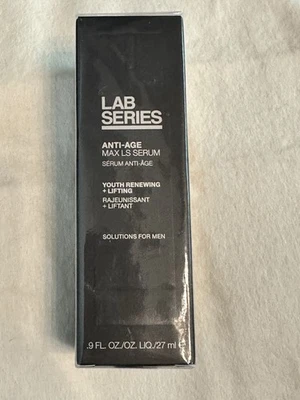 LAB
SERIES
ANTI-AGE
MAX LS SERUM
SÉRUM ANTI-ÂGE
YOUTH RENEWING
+ LIFTING
RAJEUNISSANT
+ LIFTANT
SOLUTIONS FOR MEN
.9 FL. OZ./OZ. LIQ./27 ml ℮